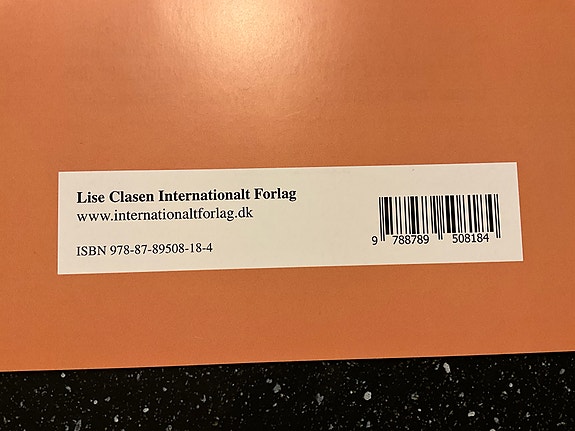 Lise Clasen Internationalt Forlag
www.internationaltforlag.dk
ISBN 978-87-89508-18-4
9 788789 508184